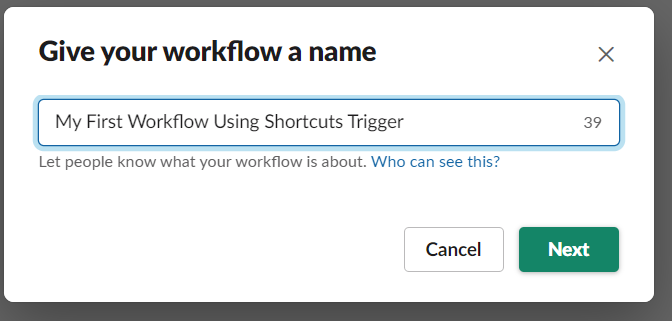 Give your workflow a name
My First Workflow Using Shortcuts Trigger 39
Let people know what your workflow is about. Who can see this?
Cancel Next